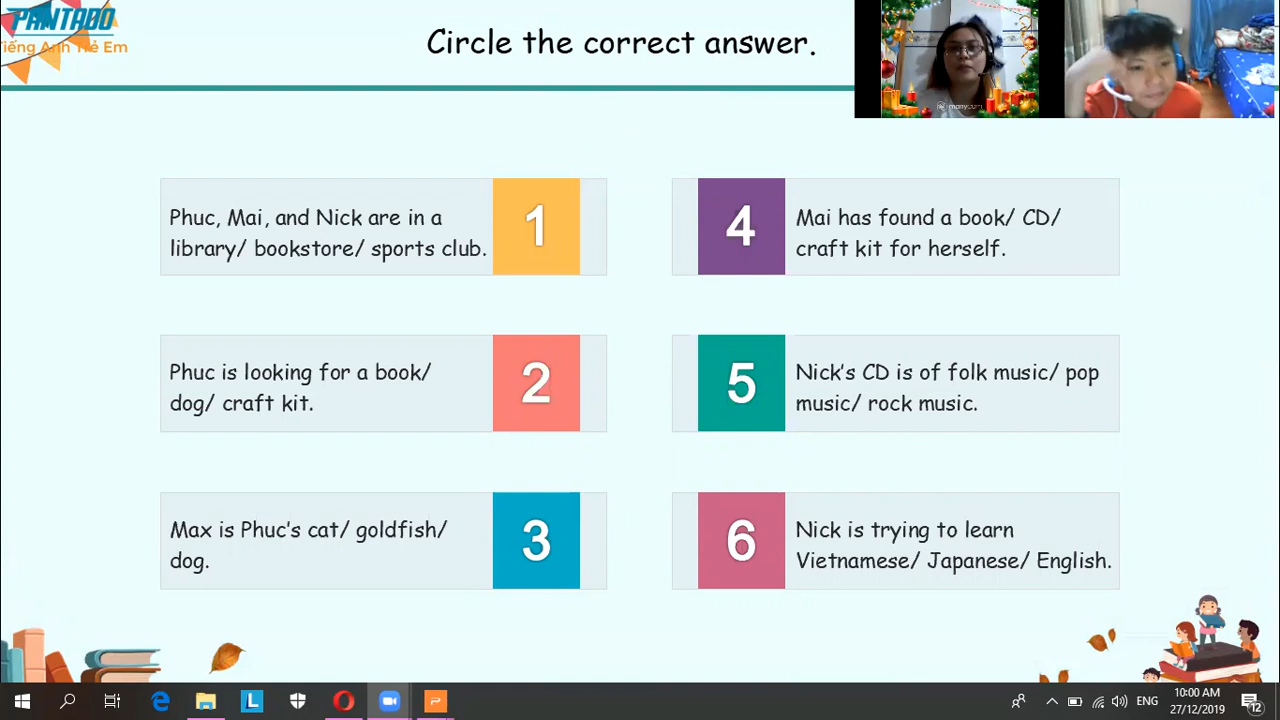 PANTADO
Tiếng Anh Trẻ Em
Circle the correct answer.
manycam
Phuc, Mai, and Nick are in a
library/ bookstore/ sports club.
1
Phuc is looking for a book/
dog/ craft kit.
2
Max is Phuc's cat/ goldfish/
dog.
3
4
Mai has found a book/ CD/
craft kit for herself.
5
Nick's CD is of folk music/ pop
music/ rock music.
6
Nick is trying to learn
Vietnamese/ Japanese/ English.
ENG
10:00 AM
27/12/2019
12